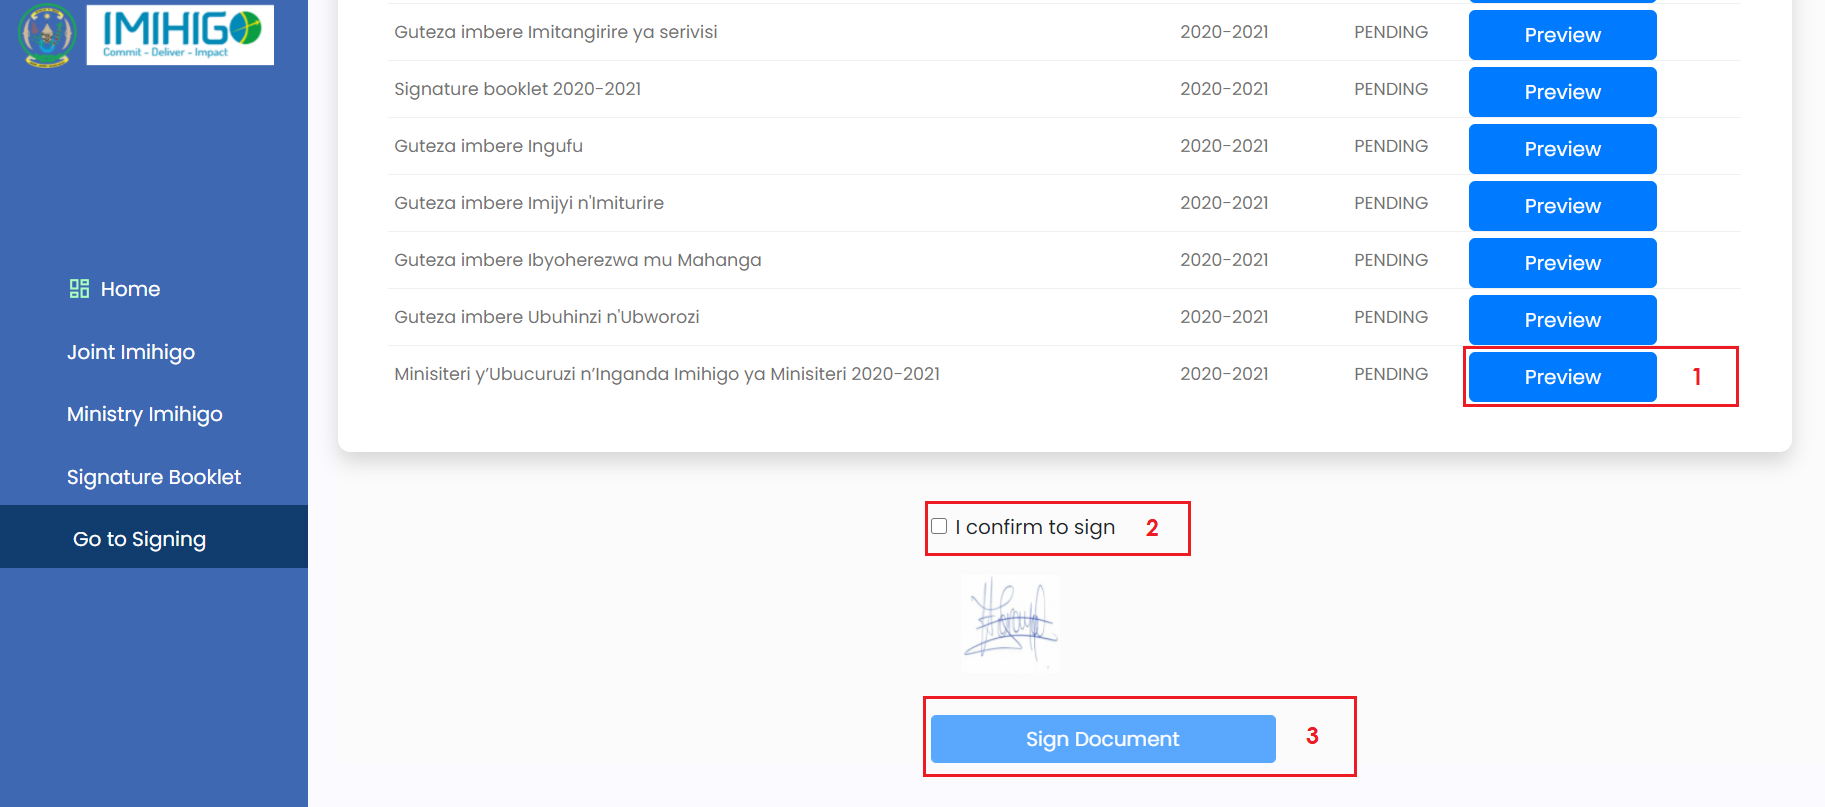 IMIHIGO
Commit - Deliver - Impact
Home
Joint Imihigo
Ministry Imihigo
Signature Booklet
Go to Signing
Guteza imbere Imitangirire ya serivisi 2020-2021 PENDING Preview
Signature booklet 2020-2021 2020-2021 PENDING Preview
Guteza imbere Ingufu 2020-2021 PENDING Preview
Guteza imbere Imijyi n'Imiturire 2020-2021 PENDING Preview
Guteza imbere Ibyoherezwa mu Mahanga 2020-2021 PENDING Preview
Guteza imbere Ubuhinzi n'Ubworozi 2020-2021 PENDING Preview
Minisiteri y’Ubucuruzi n’Inganda Imihigo ya Minisiteri 2020-2021 2020-2021 PENDING Preview 1
I confirm to sign 2
Sign Document 3